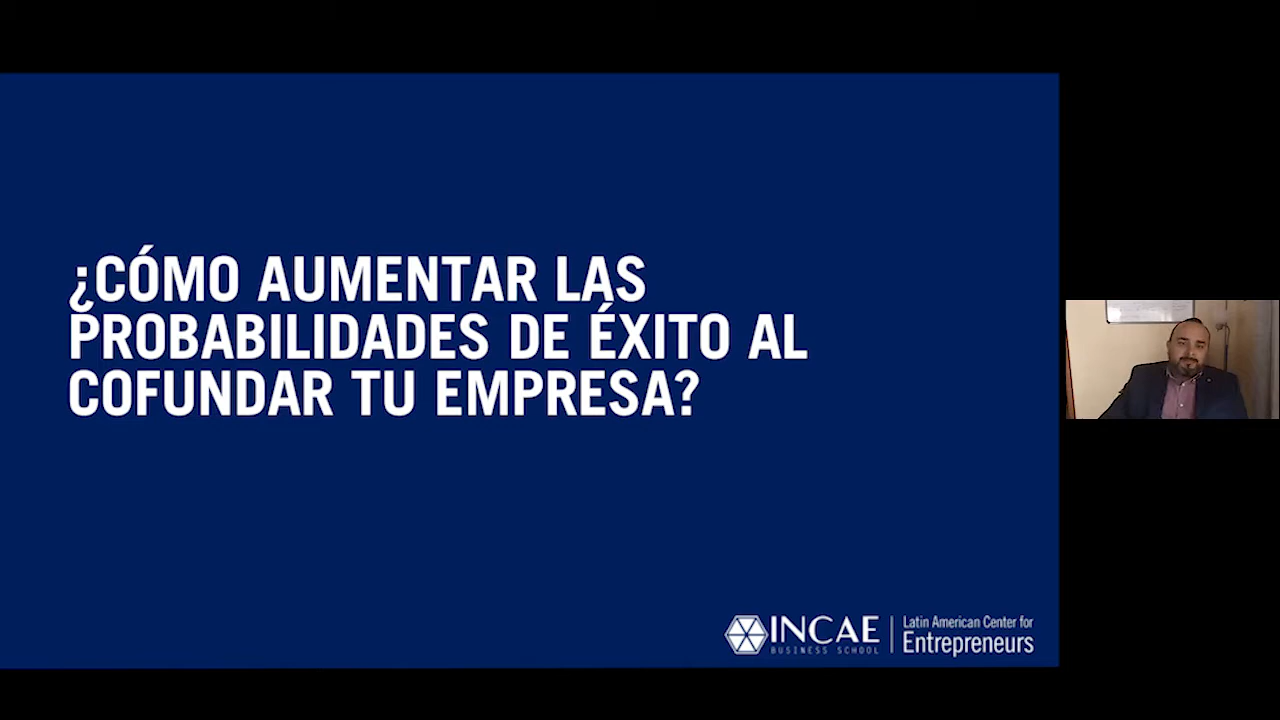 ¿CÓMO AUMENTAR LAS
PROBABILIDADES DE ÉXITO AL
COFUNDAR TU EMPRESA?
INCAE
BUSINESS SCHOOL
Latin American Center for
Entrepreneurs